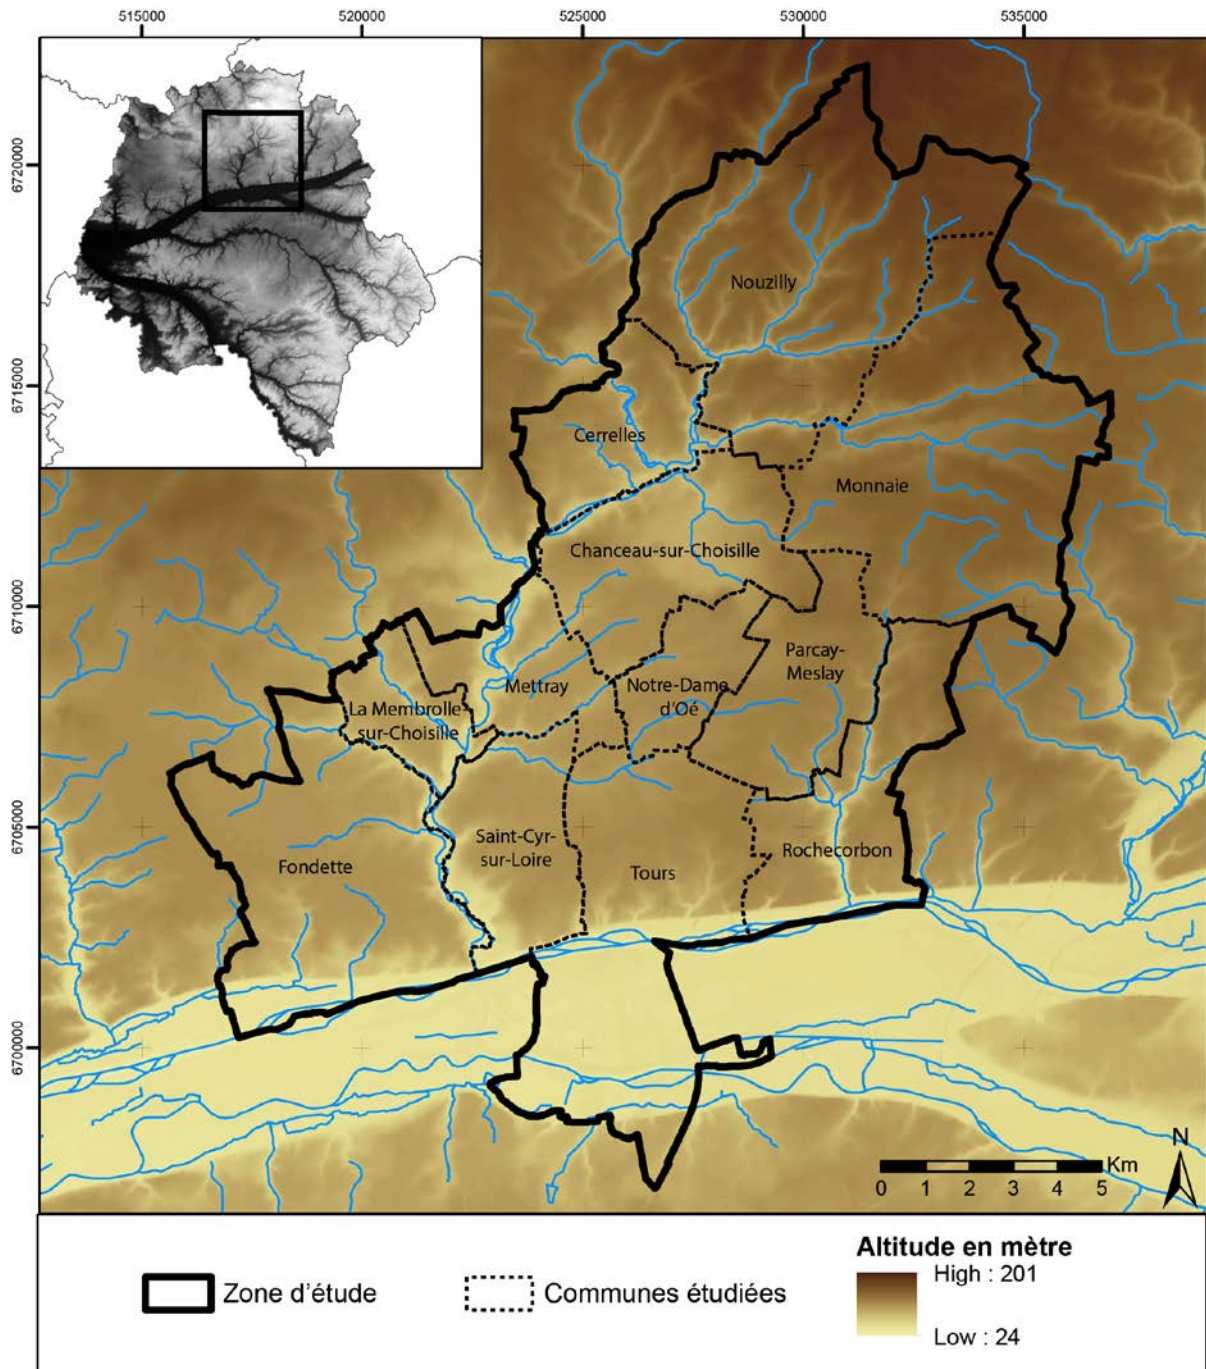 515000 520000 525000 530000 535000
6720000
6715000
6710000
6705000
6700000
Nouzilly
Cerrelles
Monnaie
Chanceau-sur-Choisille
Parcay-
Meslay
Mettray
Notre-Dame
d'Oé
La Membrolle
-sur-Choisille
Saint-Cyr-
sur-Loire
Rochecorbon
Fondette
Tours
N
Km
0 1 2 3 4 5
Zone d'étude
Communes étudiées
Altitude en mètre
High : 201
Low : 24